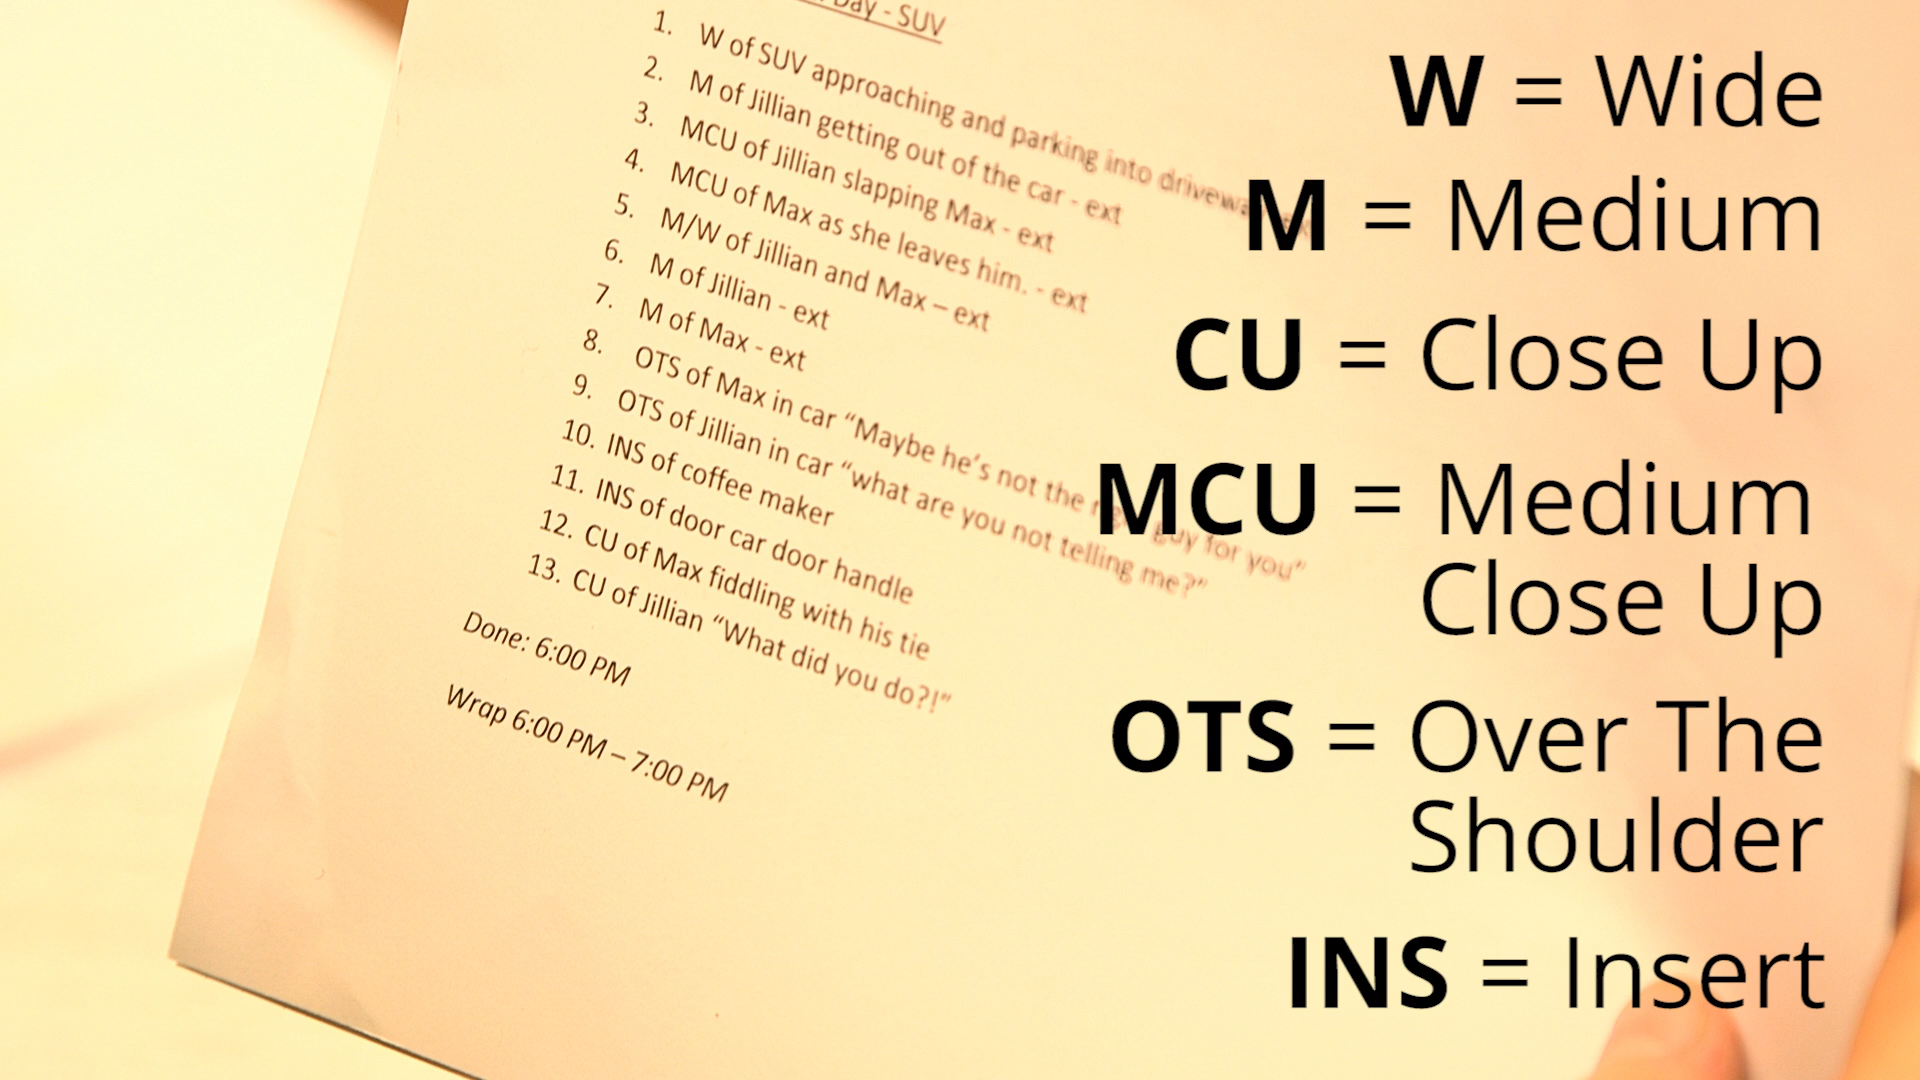 Day - SUV
1. W of SUV approaching and parking into
2. M of Jillian getting out of the car - ext
3. MCU of Jillian slapping Max - ext
4. MCU of Max as she leaves him. - ext
5. M/W of Jillian and Max – ext
6. M of Jillian - ext
7. M of Max - ext
8. OTS of Max in car “Maybe he’s not the guy for you”
9. OTS of Jillian in car “what are you not telling me?”
10. INS of coffee maker
11. INS of door car door handle
12. CU of Max fiddling with his tie
13. CU of Jillian “What did you do?!”
Done: 6:00 PM
Wrap 6:00 PM – 7:00 PM
W = Wide
M = Medium
CU = Close Up
MCU = Medium
Close Up
OTS = Over The
Shoulder
INS = Insert